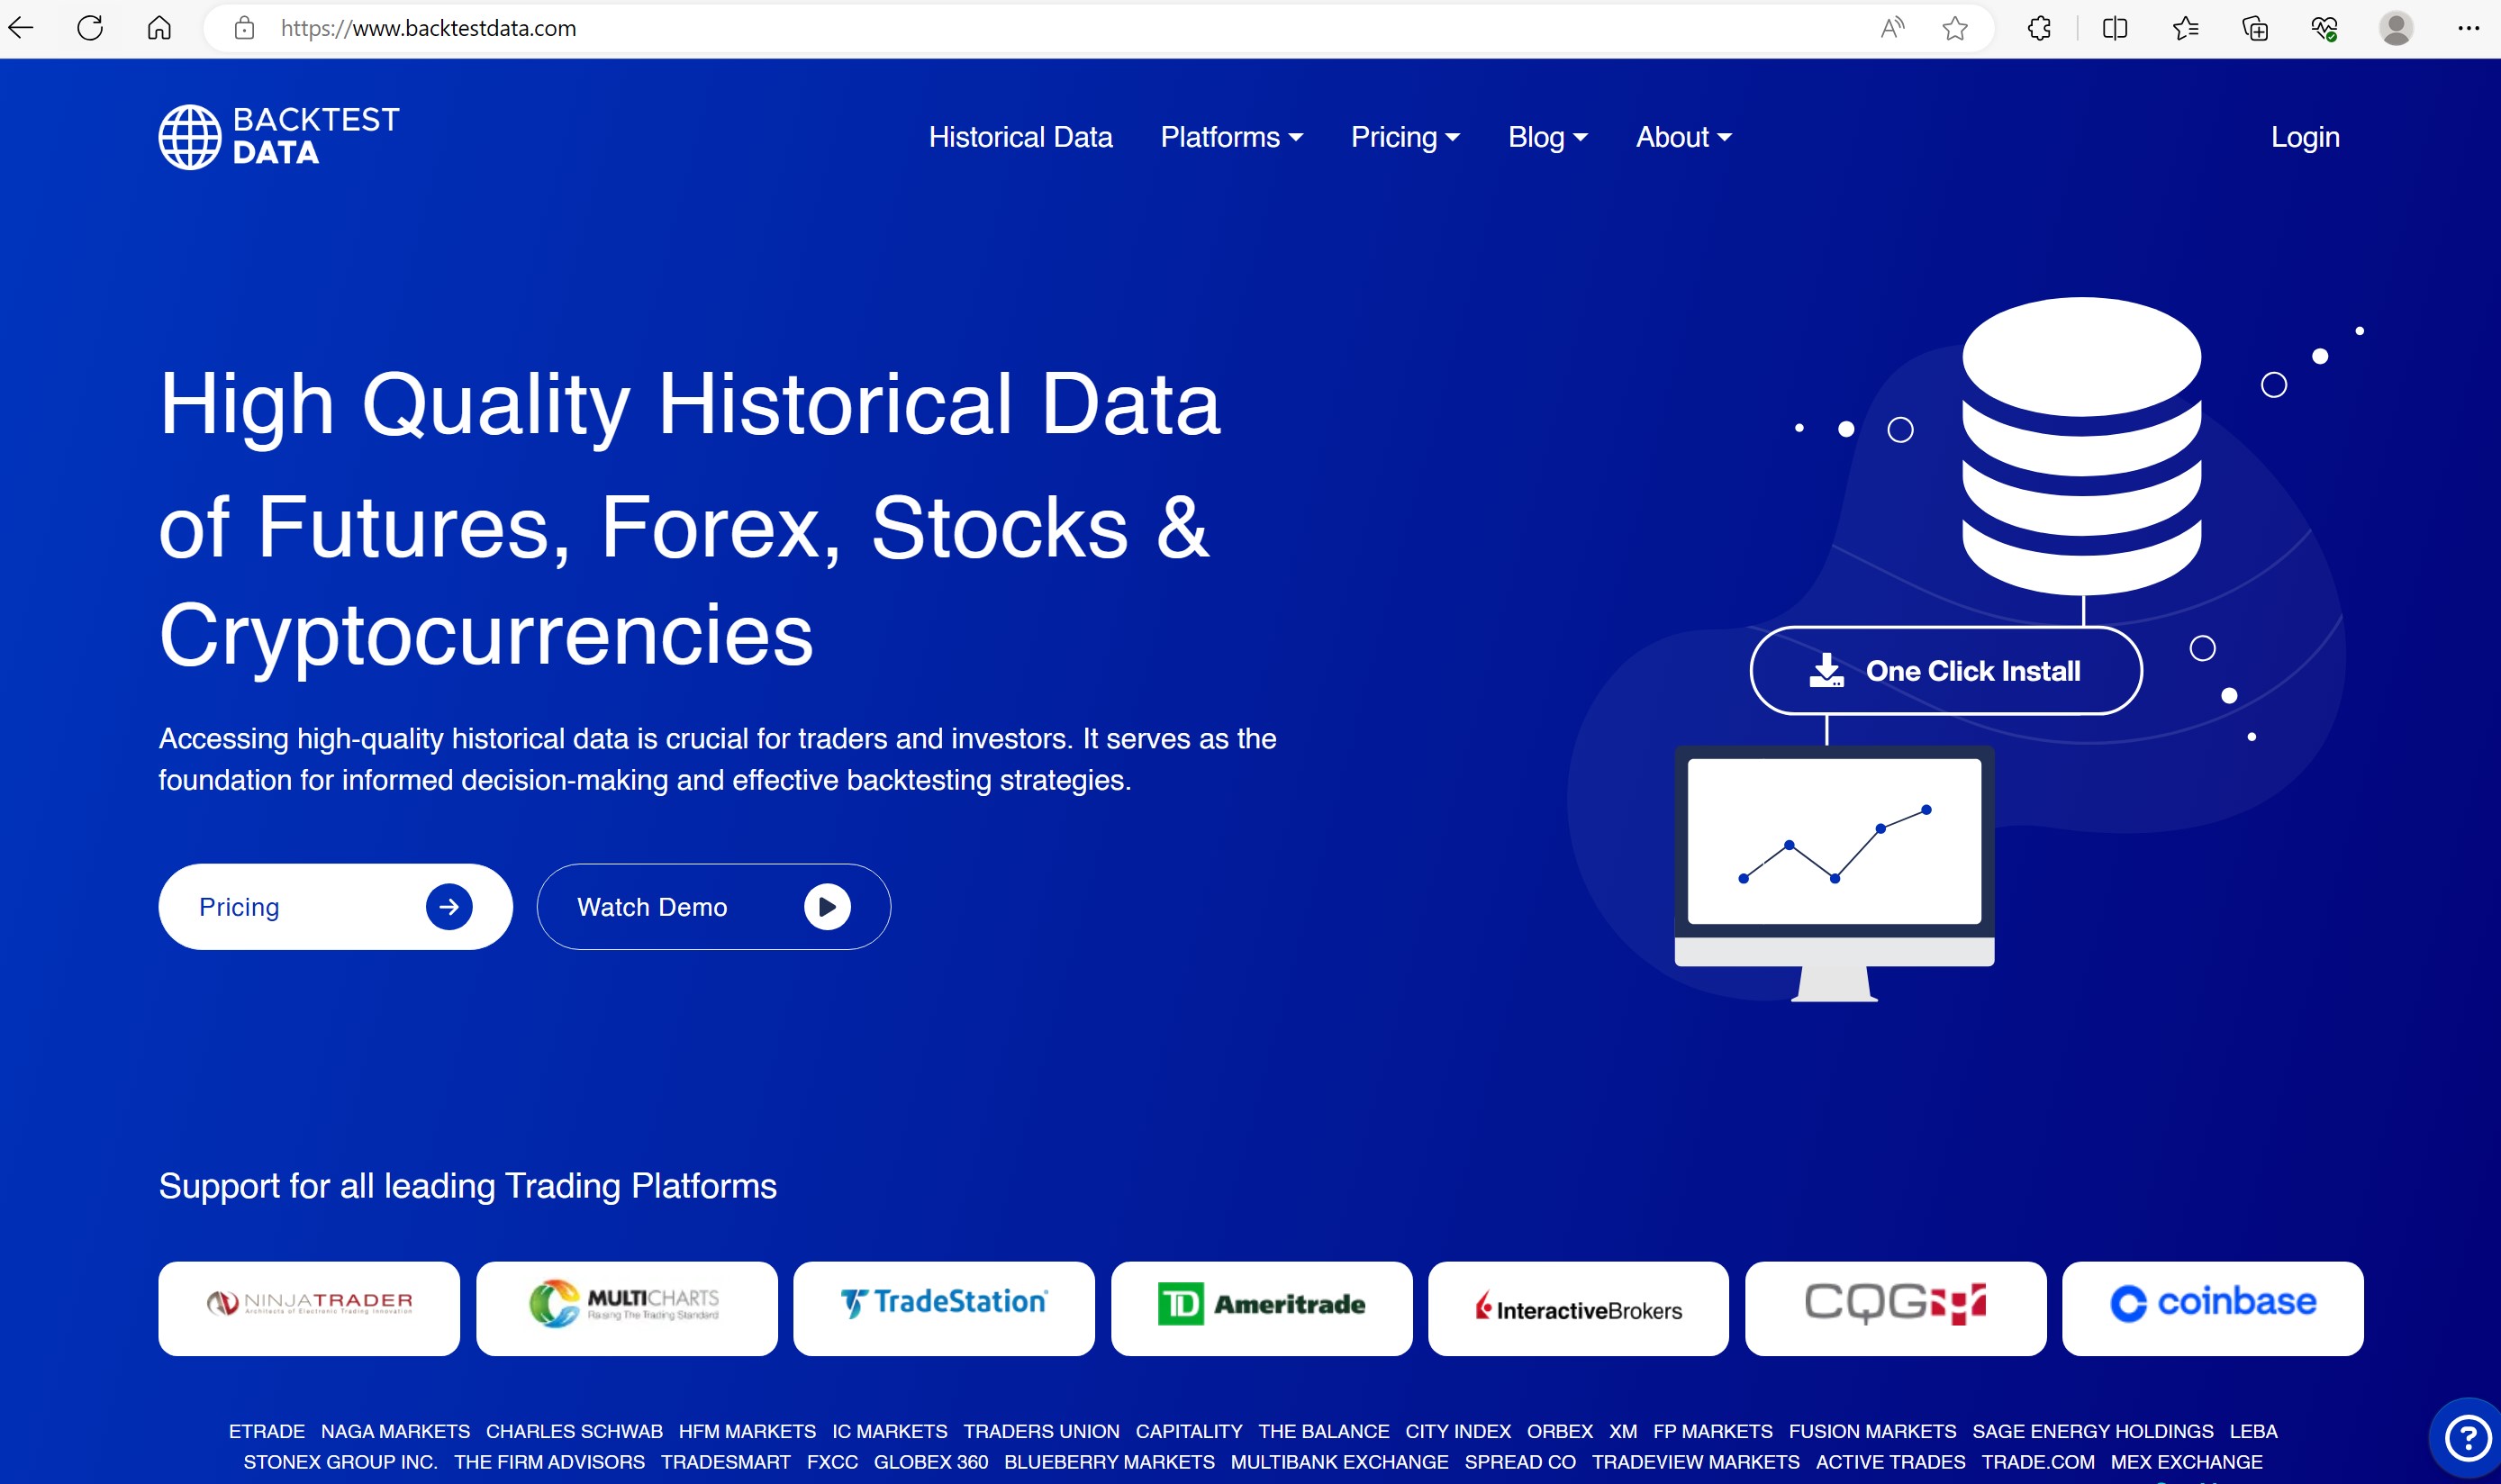 https://www.backtestdata.com
BACKTEST
DATA
Historical Data
Platforms
Pricing
Blog
About
Login
High Quality Historical Data
of Futures, Forex, Stocks &
Cryptocurrencies
Accessing high-quality historical data is crucial for traders and investors. It serves as the
foundation for informed decision-making and effective backtesting strategies.
Pricing
Watch Demo
One Click Install
Support for all leading Trading Platforms
NINJATRADER
Architects of Electronic Trading Innovation
MULTICHARTS
Raising The Trading Standard
TradeStation
TD Ameritrade
InteractiveBrokers
CQG
coinbase
ETRADE NAGA MARKETS CHARLES SCHWAB HFM MARKETS IC MARKETS TRADERS UNION CAPITALITY THE BALANCE CITY INDEX ORBEX XM FP MARKETS FUSION MARKETS SAGE ENERGY HOLDINGS LEBA
STONEX GROUP INC. THE FIRM ADVISORS TRADESMART FXCC GLOBEX 360 BLUEBERRY MARKETS MULTIBANK EXCHANGE SPREAD CO TRADEVIEW MARKETS ACTIVE TRADES TRADE.COM MEX EXCHANGE
?